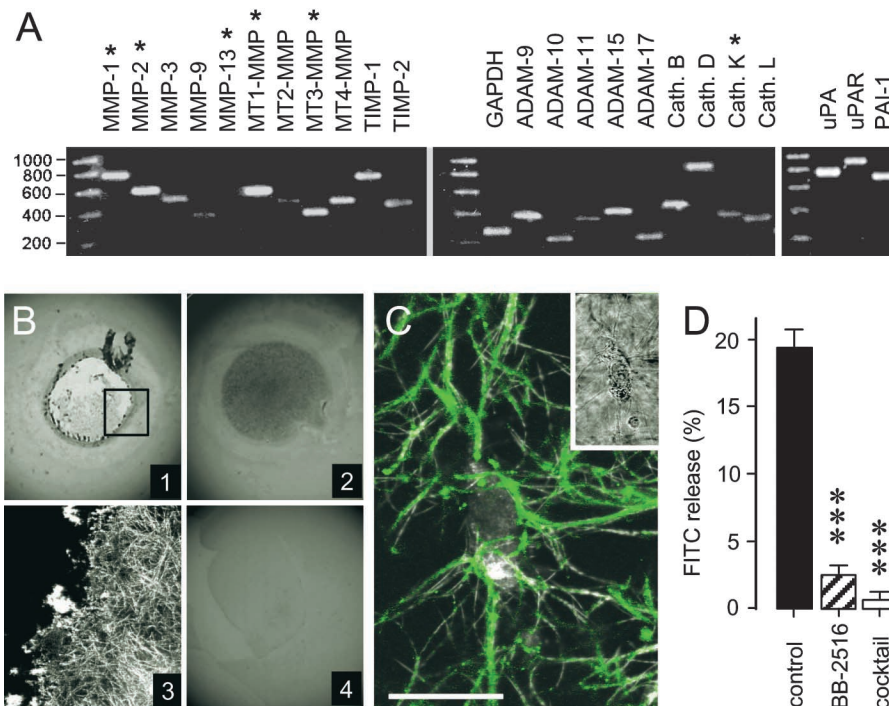 A
MMP-1 *
MMP-2 *
MMP-3
MMP-9
MMP-13 *
MT1-MMP *
MT2-MMP
MT3-MMP *
MT4-MMP
TIMP-1
TIMP-2
GAPDH
ADAM-9
ADAM-10
ADAM-11
ADAM-15
ADAM-17
Cath. B
Cath. D
Cath. K *
Cath. L
uPA
uPAR
PAI-1
1000
800
600
400
200
B
1
2
3
4
C
D
FITC release (%)
20
15
10
5
0
***
***
control
BB-2516
cocktail